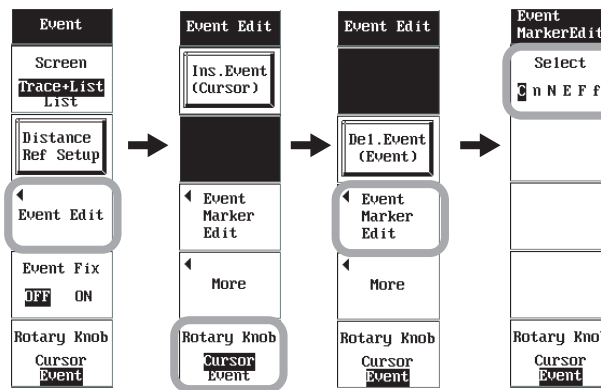 Event
Screen
Trace+List
List
Distance
Ref Setup
Event Edit
Event Fix
OFF ON
Rotary Knob
Cursor
Event
Event Edit
Ins.Event
(Cursor)
Event
Marker
Edit
More
Rotary Knob
Cursor
Event
Event Edit
Del.Event
(Event)
Event
Marker
Edit
More
Rotary Knob
Cursor
Event
Event
MarkerEdit
Select
C n N E F f
Rotary Knob
Cursor
Event